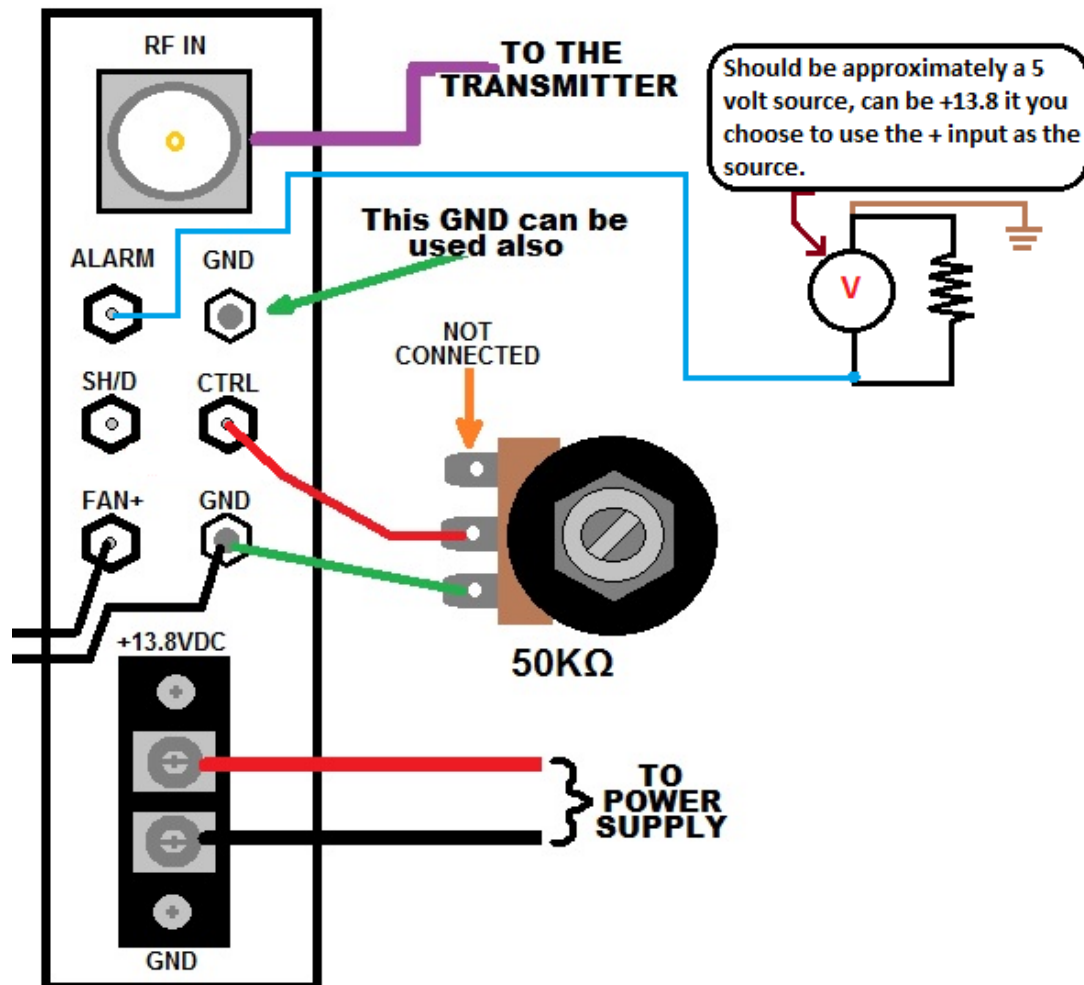 RF IN
TO THE
TRANSMITTER
Should be approximately a 5
volt source, can be +13.8 it you
choose to use the + input as the
source.
This GND can be
used also
ALARM
GND
V
NOT
CONNECTED
SH/D
CTRL
FAN+
GND
+13.8VDC
50KΩ
TO
POWER
SUPPLY
GND